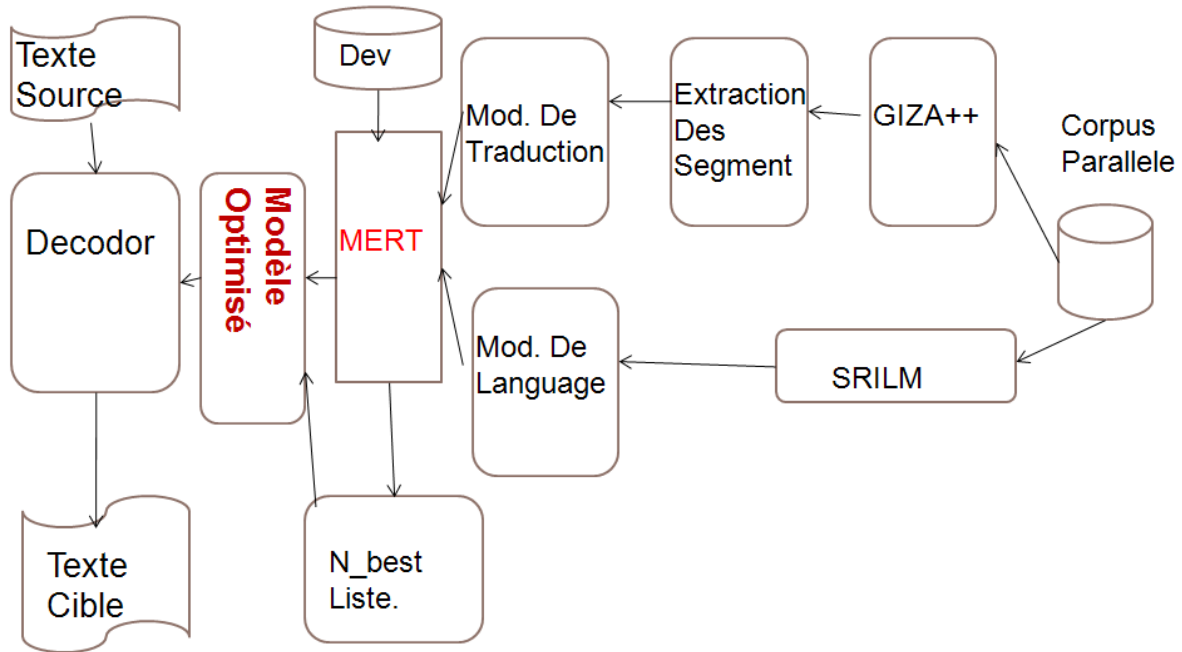 Texte
Source
Dev
Mod. De
Traduction
Extraction
Des
Segment
GIZA++
Corpus
Parallele
Decodor
Modèle
Optimisé
MERT
Mod. De
Language
SRILM
Texte
Cible
N_best
Liste.